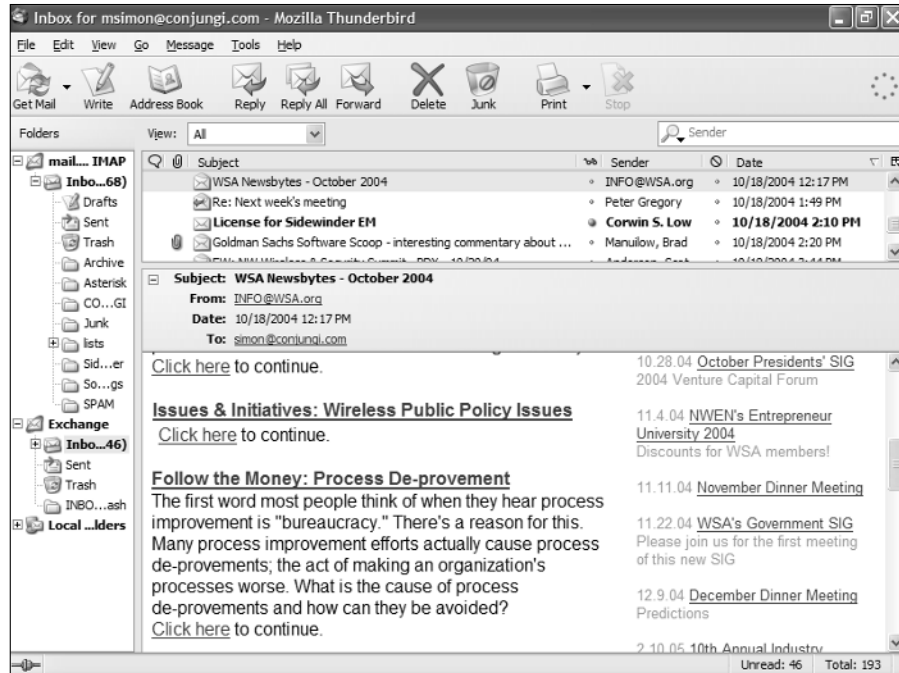 Inbox for msimon@conjungi.com - Mozilla Thunderbird
File Edit View Go Message Tools Help
Get Mail Write Address Book Reply Reply All Forward Delete Junk Print Stop
Folders View: All Sender
Subject Sender Date
WSA Newsbytes - October 2004 INFO@WSA.org 10/18/2004 12:17 PM
Re: Next week's meeting Peter Gregory 10/18/2004 1:49 PM
License for Sidewinder EM Corwin S. Low 10/18/2004 2:10 PM
Goldman Sachs Software Scoop - interesting commentary about ... Manuilow, Brad 10/18/2004 2:20 PM
mail.... IMAP
Inbo...68)
Drafts
Sent
Trash
Archive
Asterisk
CO...GI
Junk
lists
Sid...er
So...gs
SPAM
Exchange
Inbo...46)
Sent
Trash
INBO...ash
Local ...lders
Subject: WSA Newsbytes - October 2004
From: INFO@WSA.org
Date: 10/18/2004 12:17 PM
To: simon@conjungi.com
Click here to continue.
Issues & Initiatives: Wireless Public Policy Issues
Click here to continue.
Follow the Money: Process De-provement
The first word most people think of when they hear process
improvement is "bureaucracy." There's a reason for this.
Many process improvement efforts actually cause process
de-provements; the act of making an organization's
processes worse. What is the cause of process
de-provements and how can they be avoided?
Click here to continue.
10.28.04 October Presidents' SIG
2004 Venture Capital Forum
11.4.04 NWEN's Entrepreneur
University 2004
Discounts for WSA members!
11.11.04 November Dinner Meeting
11.22.04 WSA's Government SIG
Please join us for the first meeting
of this new SIG
12.9.04 December Dinner Meeting
Predictions
2.10.05 10th Annual Industry
Unread: 46 Total: 193